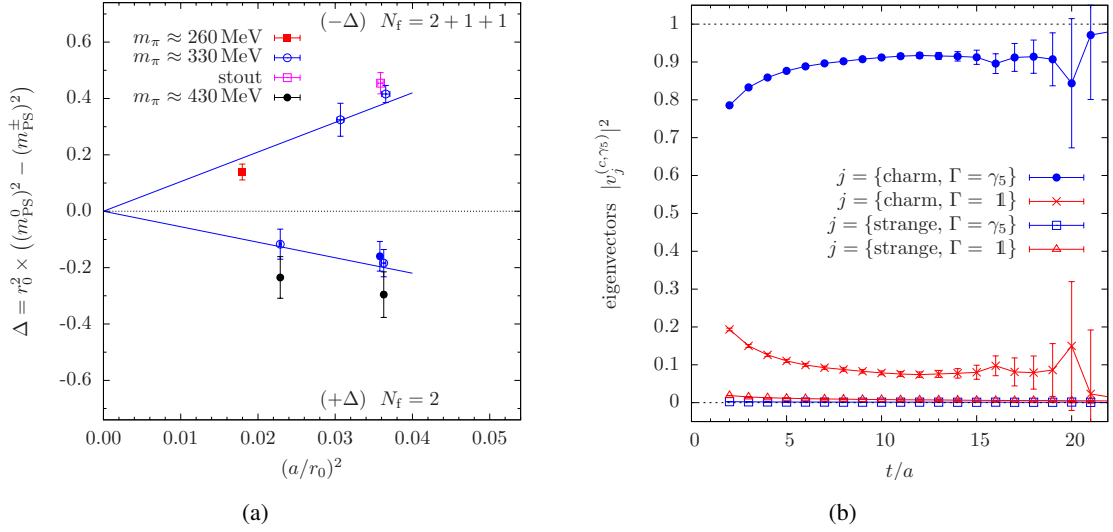 (−Δ) N_f = 2 + 1 + 1
m_π ≈ 260 MeV
m_π ≈ 330 MeV
stout
m_π ≈ 430 MeV
0.6
0.4
0.2
0.0
-0.2
-0.4
-0.6
Δ = r_0^2 × ((m_PS^0)^2 − (m_PS^±)^2)
(+Δ) N_f = 2
0.00
0.01
0.02
0.03
0.04
0.05
(a/r_0)^2
(a)
1
0.9
0.8
0.7
0.6
0.5
0.4
0.3
0.2
0.1
0
eigenvectors |v_j^{(c,γ_5)}|^2
j = {charm, Γ = γ_5}
j = {charm, Γ = 𝟙}
j = {strange, Γ = γ_5}
j = {strange, Γ = 𝟙}
0
5
10
15
20
t/a
(b)